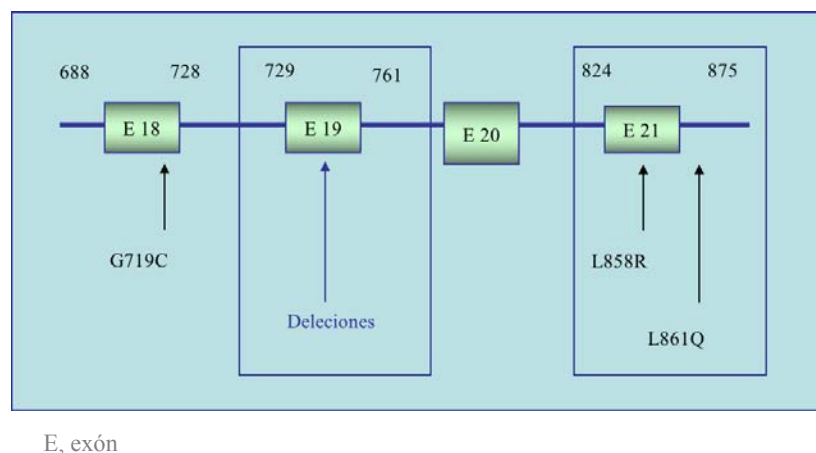 688 728 729 761 824 875
E 18 E 19 E 20 E 21
G719C L858R
Deleciones
L861Q
E, exón